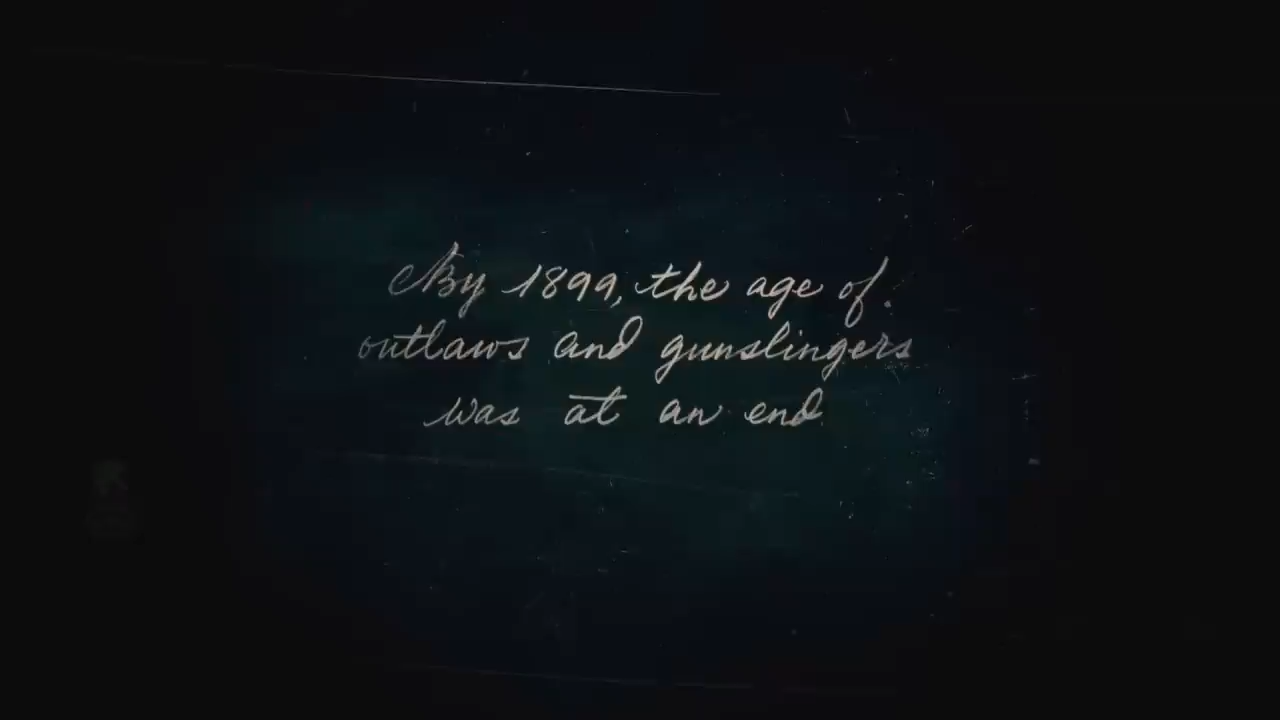 By 1899, the age of
outlaws and gunslingers
was at an end